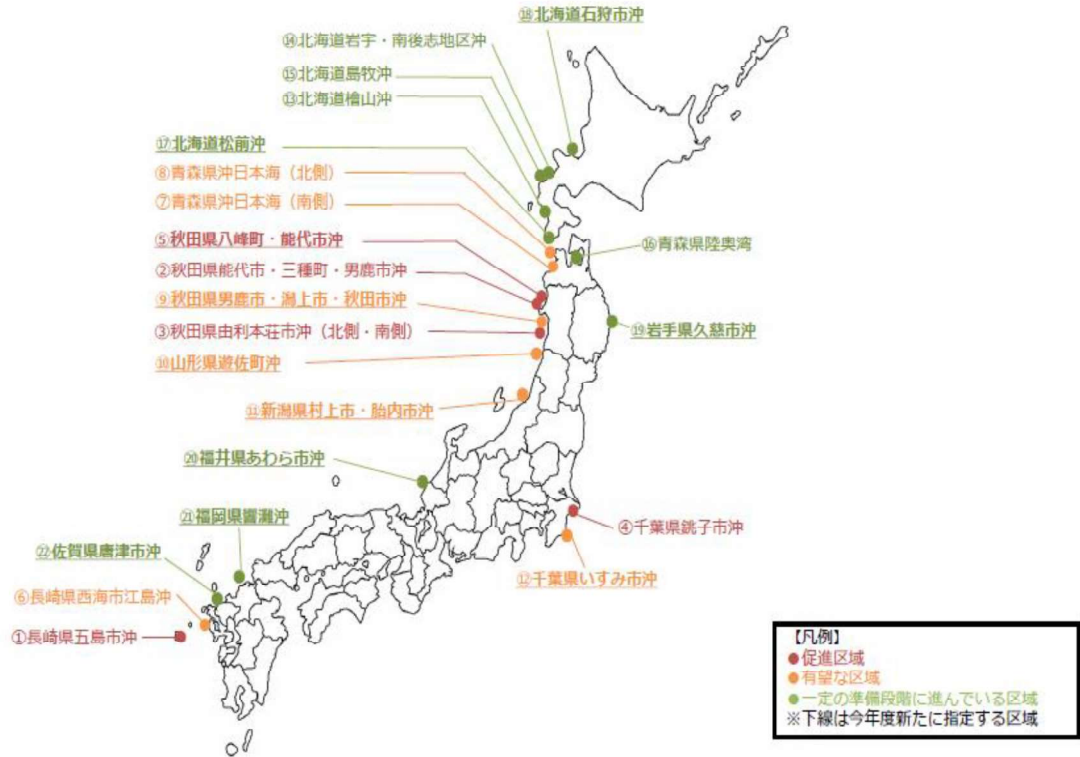 ⑱北海道石狩市沖
⑭北海道岩宇・南後志地区沖
⑮北海道島牧沖
⑬北海道檜山沖
⑰北海道松前沖
⑧青森県沖日本海（北側）
⑦青森県沖日本海（南側）
⑤秋田県八峰町・能代市沖
⑯青森県陸奥湾
②秋田県能代市・三種町・男鹿市沖
⑨秋田県男鹿市・潟上市・秋田市沖
③秋田県由利本荘市沖（北側・南側）
⑲岩手県久慈市沖
⑩山形県遊佐町沖
⑪新潟県村上市・胎内市沖
⑳福井県あわら市沖
㉑福岡県響灘沖
④千葉県銚子市沖
㉒佐賀県唐津市沖
⑫千葉県いすみ市沖
⑥長崎県西海市江島沖
①長崎県五島市沖
【凡例】
●促進区域
●有望な区域
●一定の準備段階に進んでいる区域
※下線は今年度新たに指定する区域